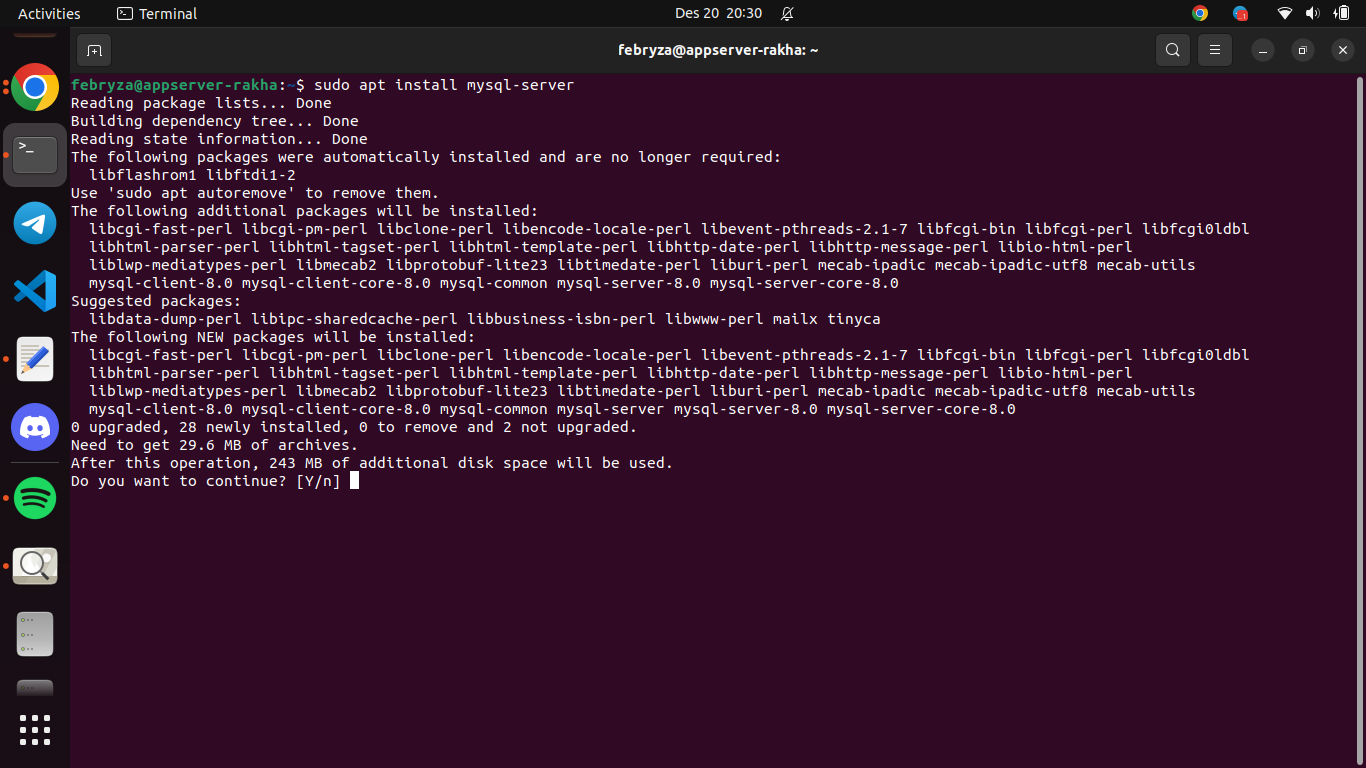 Activities
Terminal
Des 20 20:30
febryza@appserver-rakha: ~
febryza@appserver-rakha:~$ sudo apt install mysql-server
Reading package lists... Done
Building dependency tree... Done
Reading state information... Done
The following packages were automatically installed and are no longer required:
  libflashrom1 libftdi1-2
Use 'sudo apt autoremove' to remove them.
The following additional packages will be installed:
  libcgi-fast-perl libcgi-pm-perl libclone-perl libencode-locale-perl libevent-pthreads-2.1-7 libfcgi-bin libfcgi-perl libfcgi0ldbl
  libhtml-parser-perl libhtml-tagset-perl libhtml-template-perl libhttp-date-perl libhttp-message-perl libio-html-perl
  liblwp-mediatypes-perl libmecab2 libprotobuf-lite23 libtimedate-perl liburi-perl mecab-ipadic mecab-ipadic-utf8 mecab-utils
  mysql-client-8.0 mysql-client-core-8.0 mysql-common mysql-server-8.0 mysql-server-core-8.0
Suggested packages:
  libdata-dump-perl libipc-sharedcache-perl libbusiness-isbn-perl libwww-perl mailx tinyca
The following NEW packages will be installed:
  libcgi-fast-perl libcgi-pm-perl libclone-perl libencode-locale-perl libevent-pthreads-2.1-7 libfcgi-bin libfcgi-perl libfcgi0ldbl
  libhtml-parser-perl libhtml-tagset-perl libhtml-template-perl libhttp-date-perl libhttp-message-perl libio-html-perl
  liblwp-mediatypes-perl libmecab2 libprotobuf-lite23 libtimedate-perl liburi-perl mecab-ipadic mecab-ipadic-utf8 mecab-utils
  mysql-client-8.0 mysql-client-core-8.0 mysql-common mysql-server mysql-server-8.0 mysql-server-core-8.0
0 upgraded, 28 newly installed, 0 to remove and 2 not upgraded.
Need to get 29.6 MB of archives.
After this operation, 243 MB of additional disk space will be used.
Do you want to continue? [Y/n]